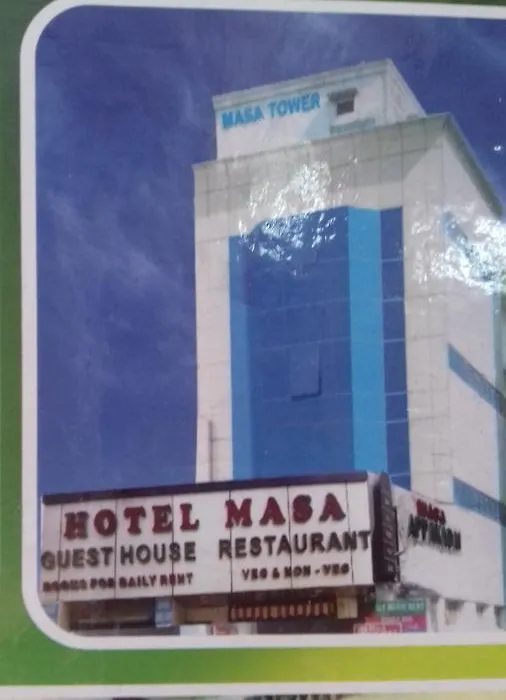 MASA TOWER
HOTEL MASA
GUEST HOUSE RESTAURANT
ROOMS FOR DAILY RENT VEG & NON-VEG
MASA